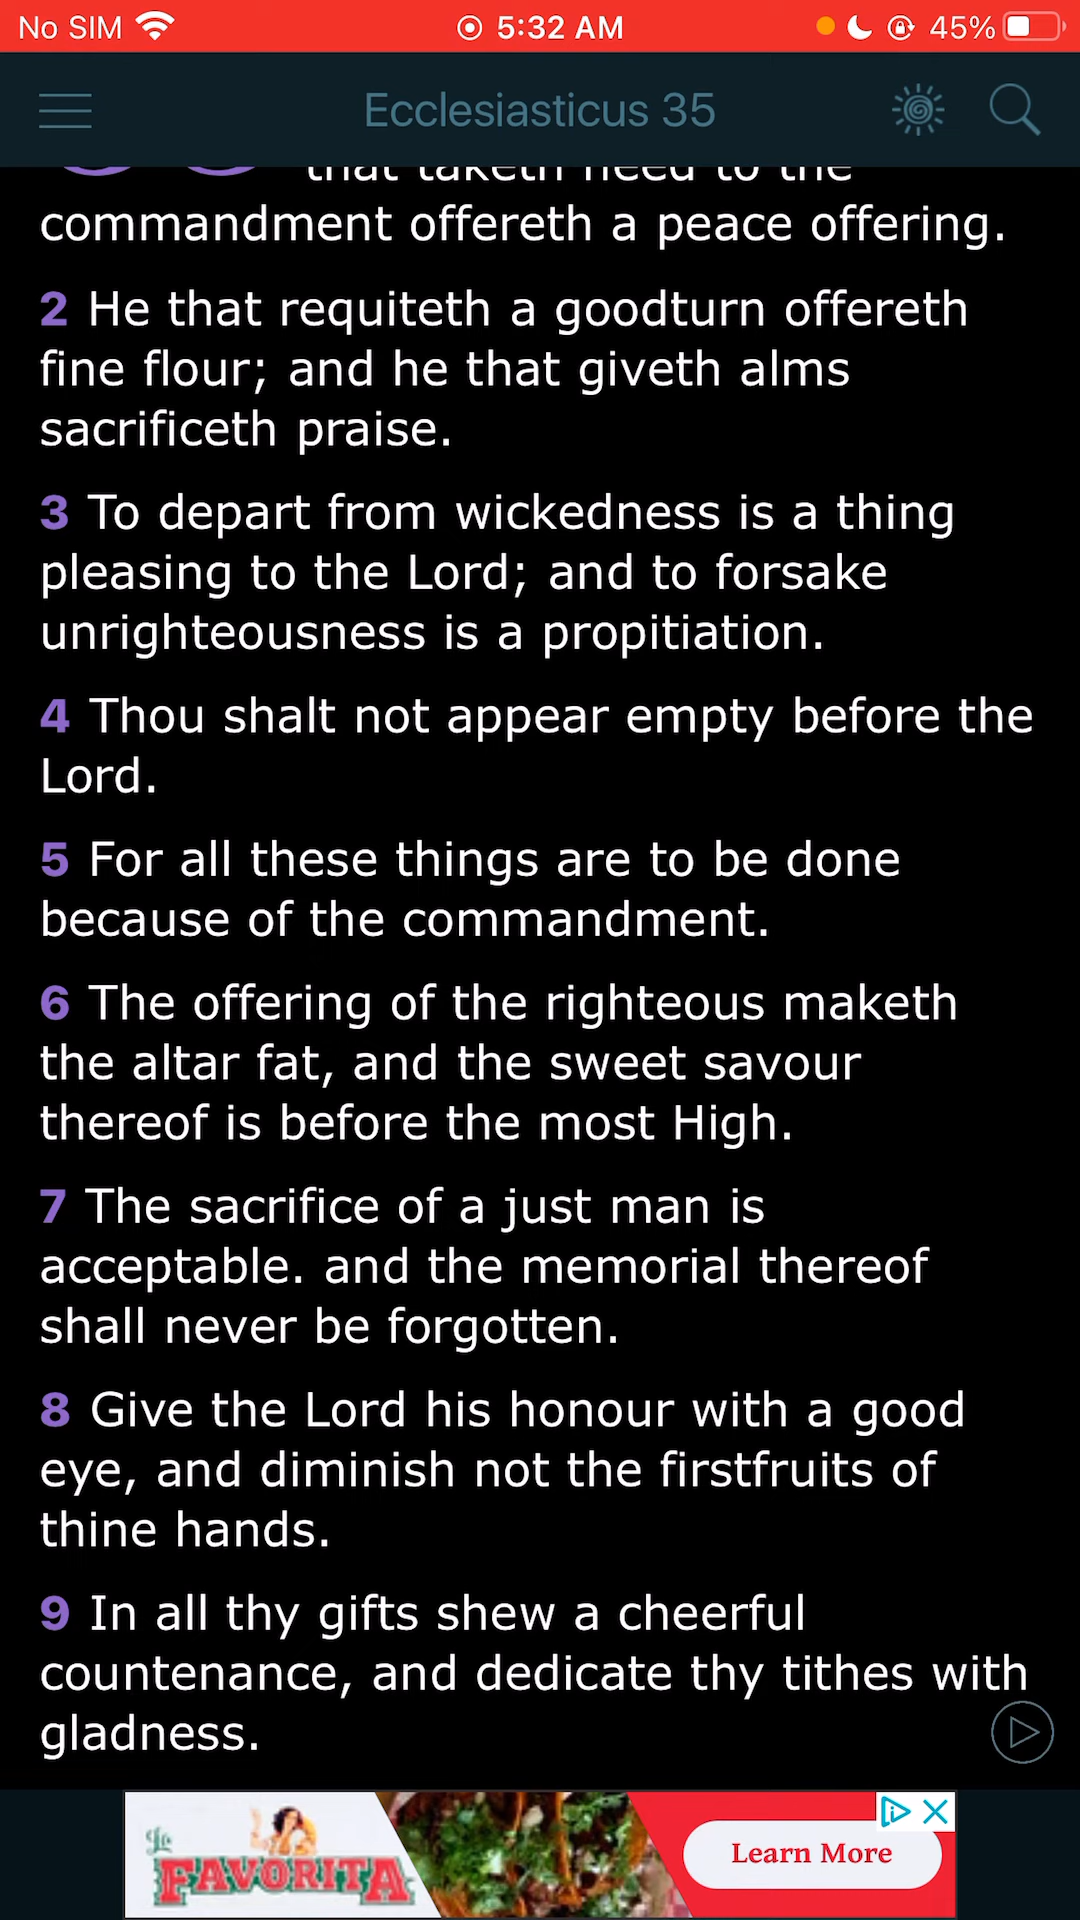 No SIM 5:32 AM 45%
Ecclesiasticus 35
that taketh heed to the
commandment offereth a peace offering.
2 He that requiteth a goodturn offereth
fine flour; and he that giveth alms
sacrificeth praise.
3 To depart from wickedness is a thing
pleasing to the Lord; and to forsake
unrighteousness is a propitiation.
4 Thou shalt not appear empty before the
Lord.
5 For all these things are to be done
because of the commandment.
6 The offering of the righteous maketh
the altar fat, and the sweet savour
thereof is before the most High.
7 The sacrifice of a just man is
acceptable. and the memorial thereof
shall never be forgotten.
8 Give the Lord his honour with a good
eye, and diminish not the firstfruits of
thine hands.
9 In all thy gifts shew a cheerful
countenance, and dedicate thy tithes with
gladness.
La
FAVORITA
Learn More